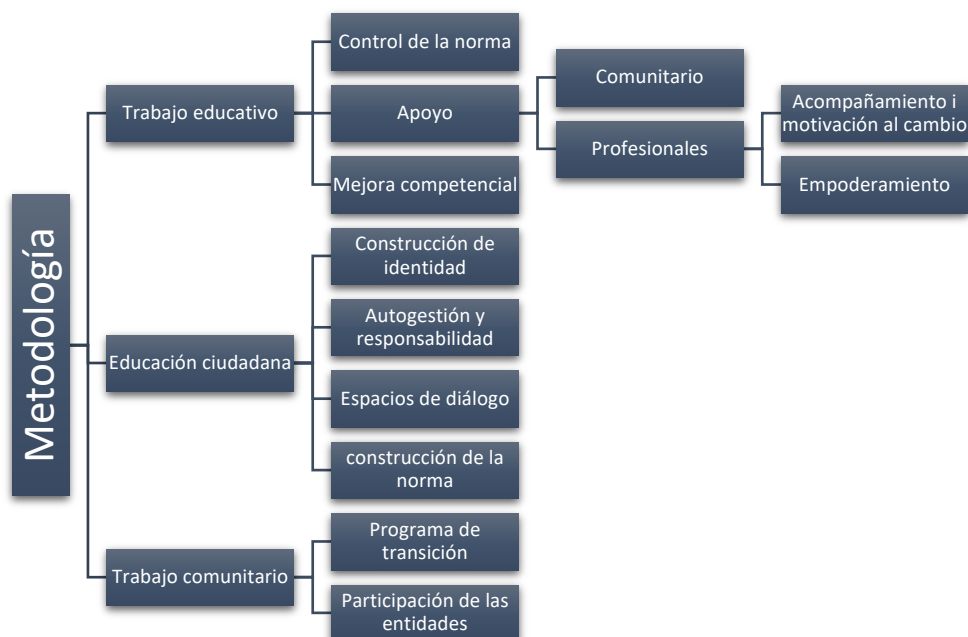 Metodología
Trabajo educativo
Control de la norma
Apoyo
Comunitario
Profesionales
Acompañamiento i
motivación al cambio
Empoderamiento
Mejora competencial
Educación ciudadana
Construcción de
identidad
Autogestión y
responsabilidad
Espacios de diálogo
construcción de la
norma
Trabajo comunitario
Programa de
transición
Participación de las
entidades